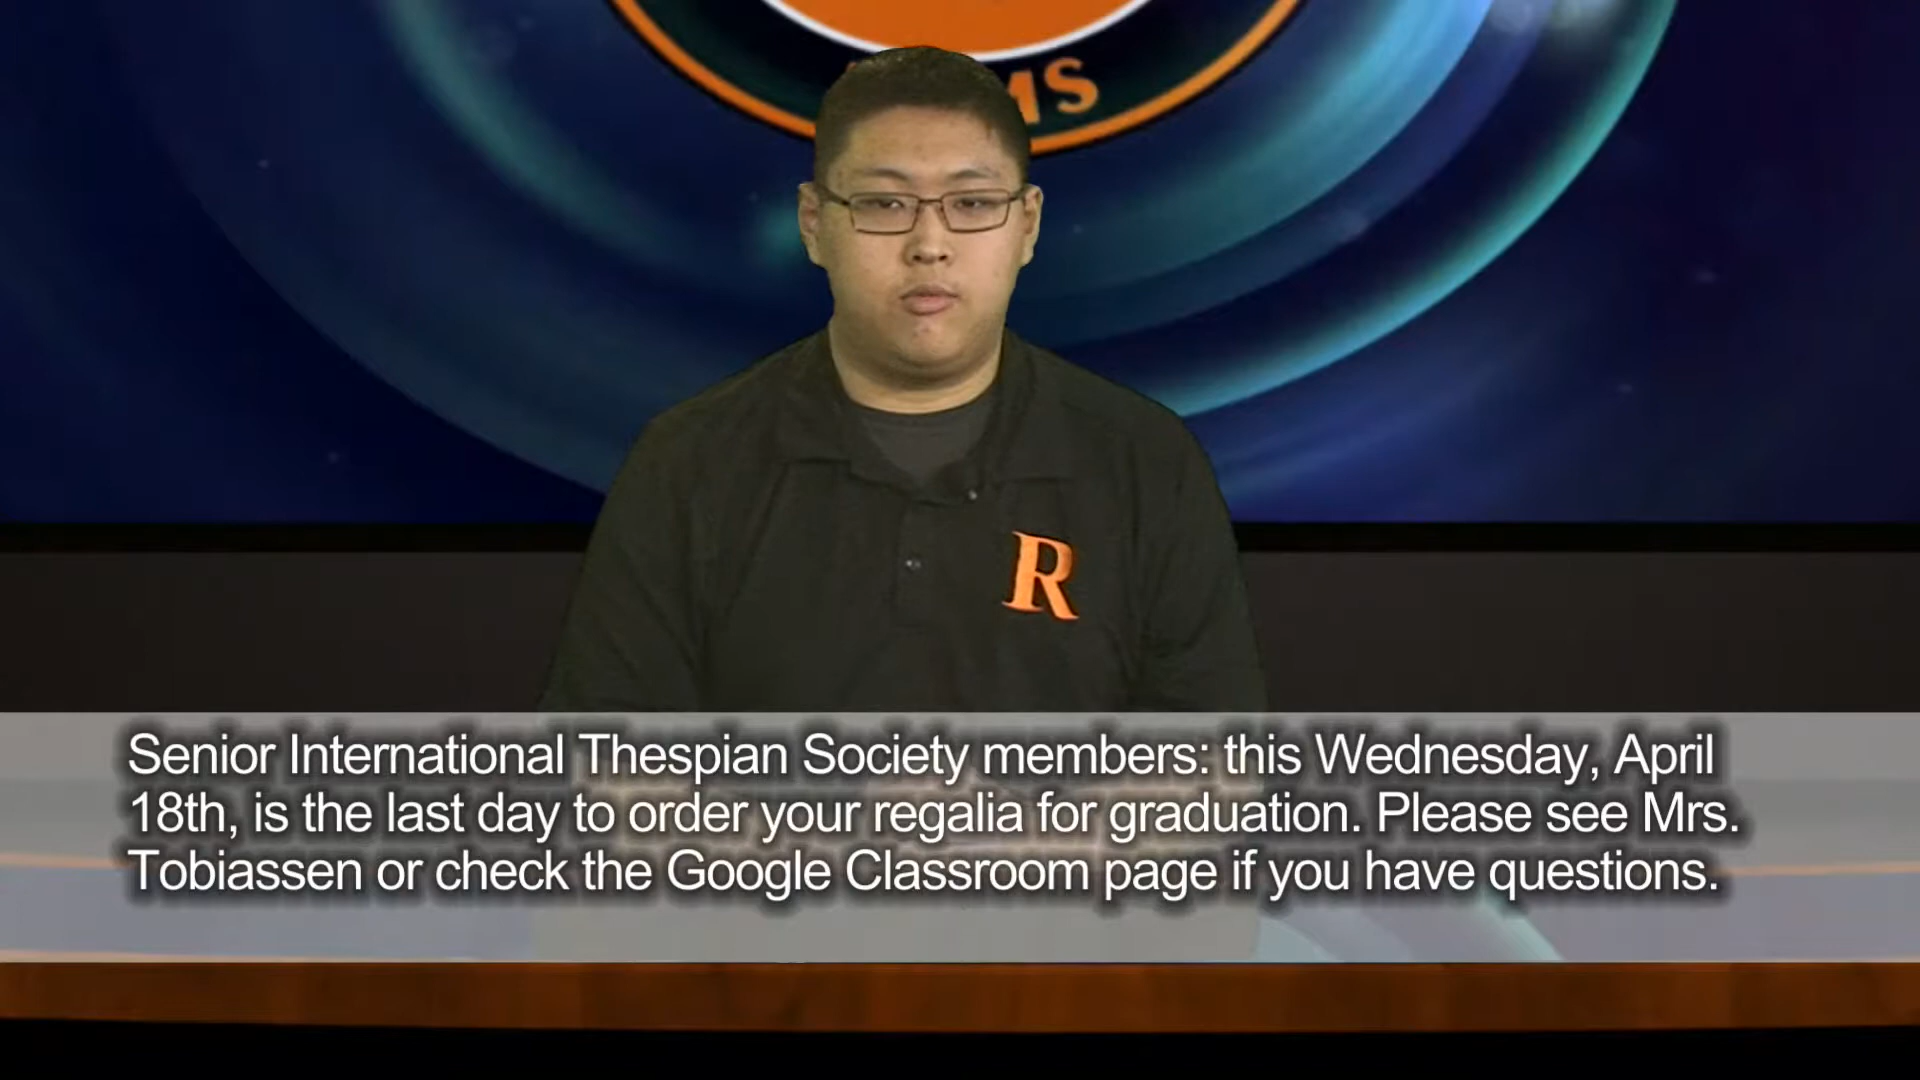 MS
R
Senior International Thespian Society members: this Wednesday, April
18th, is the last day to order your regalia for graduation. Please see Mrs.
Tobiassen or check the Google Classroom page if you have questions.